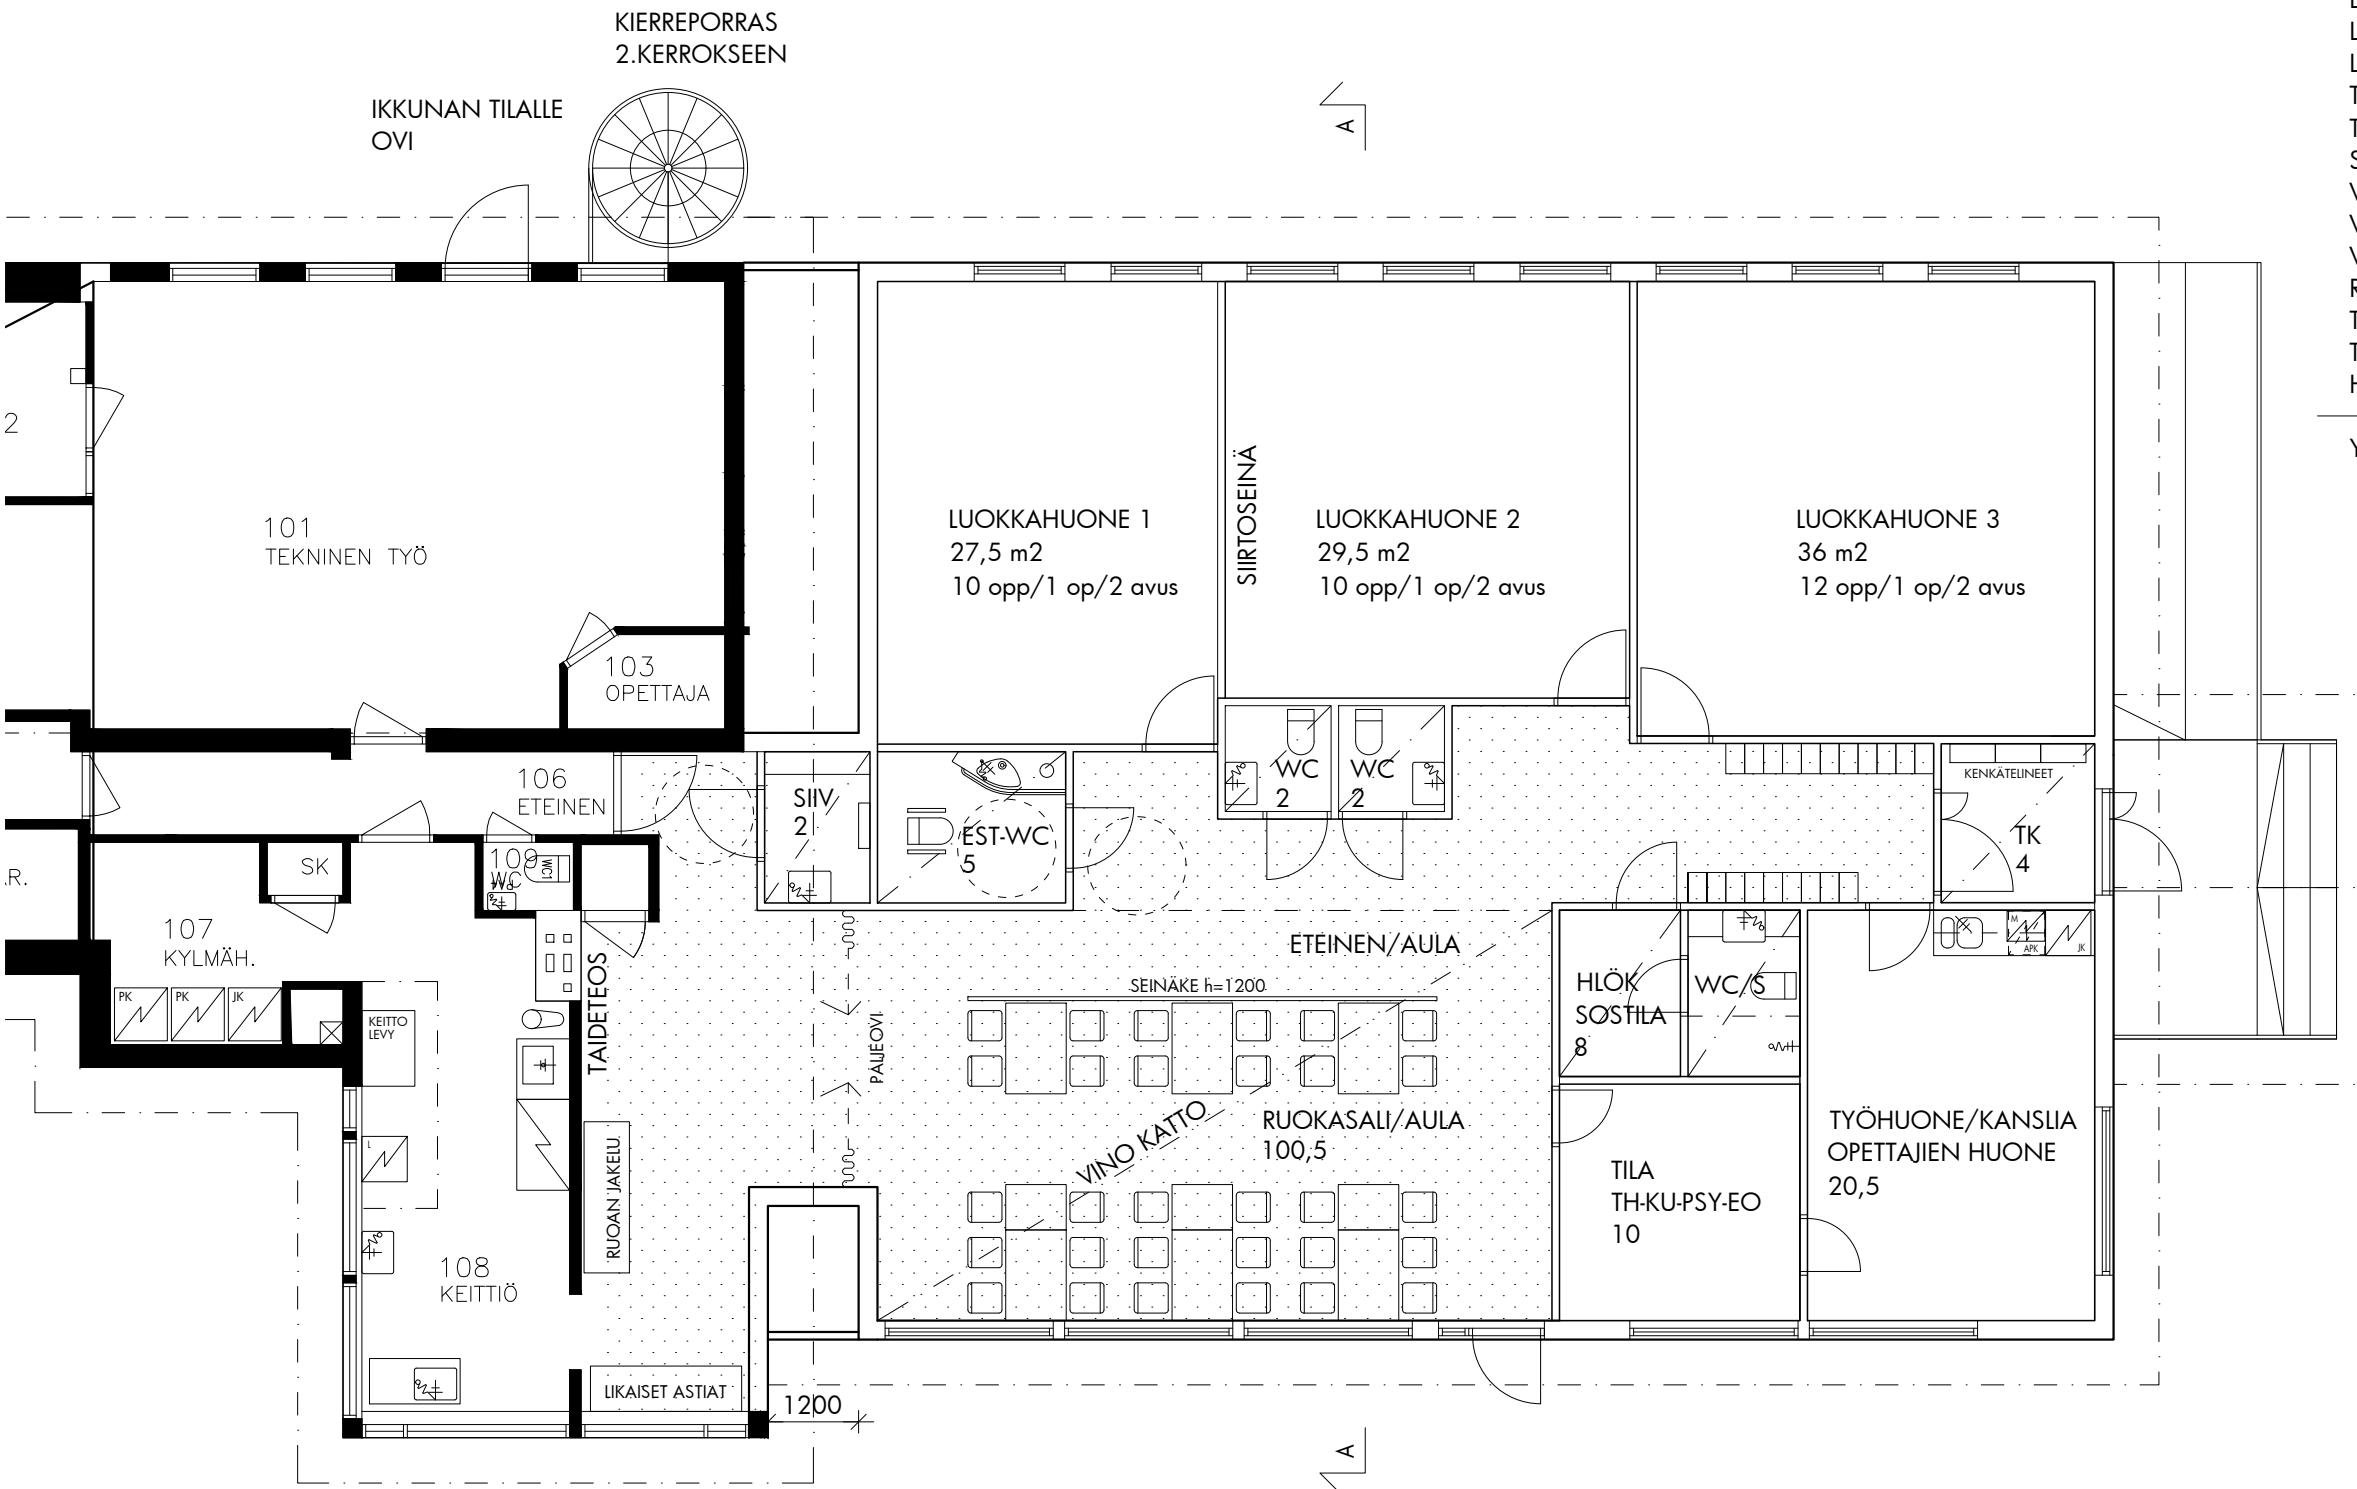 KIERREPORRAS
2.KERROKSEEN
IKKUNAN TILALLE
OVI
A
2
101
TEKNINEN TYÖ
103
OPETTAJA
SIIRTOSEINÄ
LUOKKAHUONE 1
27,5 m2
10 opp/1 op/2 avus
LUOKKAHUONE 2
29,5 m2
10 opp/1 op/2 avus
LUOKKAHUONE 3
36 m2
12 opp/1 op/2 avus
106
ETEINEN
SIIV
2
EST-WC
5
WC
2
WC
2
KENKÄTELINEET
TK
4
R.
SK
109
WC
WC1
107
KYLMÄH.
PK
PK
JK
KEITTO
LEVY
L
TAIDETEOS
PALJEOVI
ETEINEN/AULA
SEINÄKE h=1200
HLÖK
SOSTILA
8
WC/S
M
APK
JK
VINO KATTO
RUOKASALI/AULA
100,5
TYÖHUONE/KANSLIA
OPETTAJIEN HUONE
20,5
TILA
TH-KU-PSY-EO
10
RUOAN JAKELU
108
KEITTIÖ
LIKAISET ASTIAT
1200
A